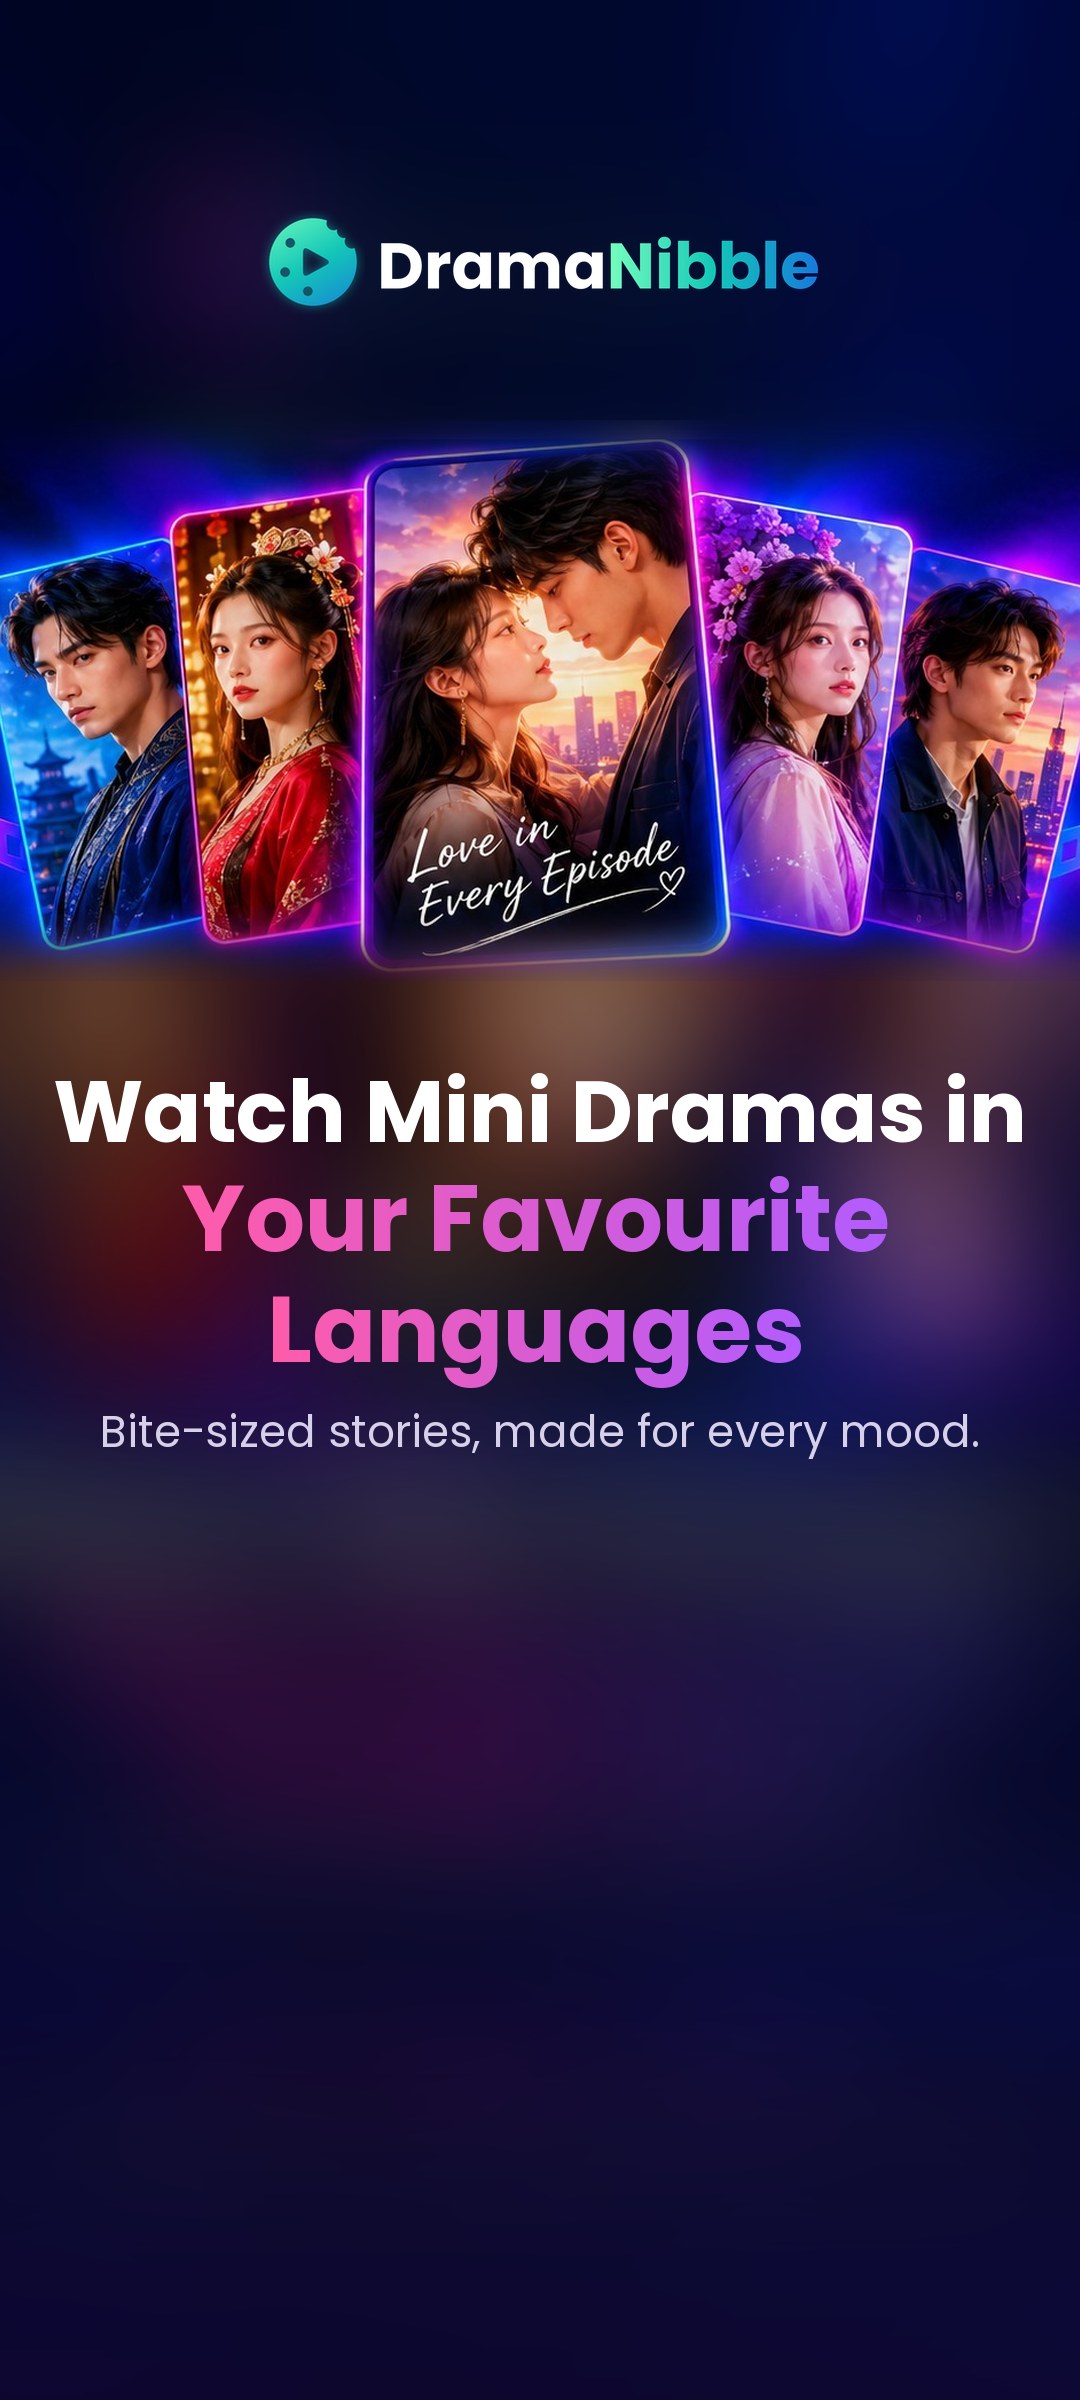 DramaNibble
Love in
Every Episode
Watch Mini Dramas in
Your Favourite
Languages
Bite-sized stories, made for every mood.